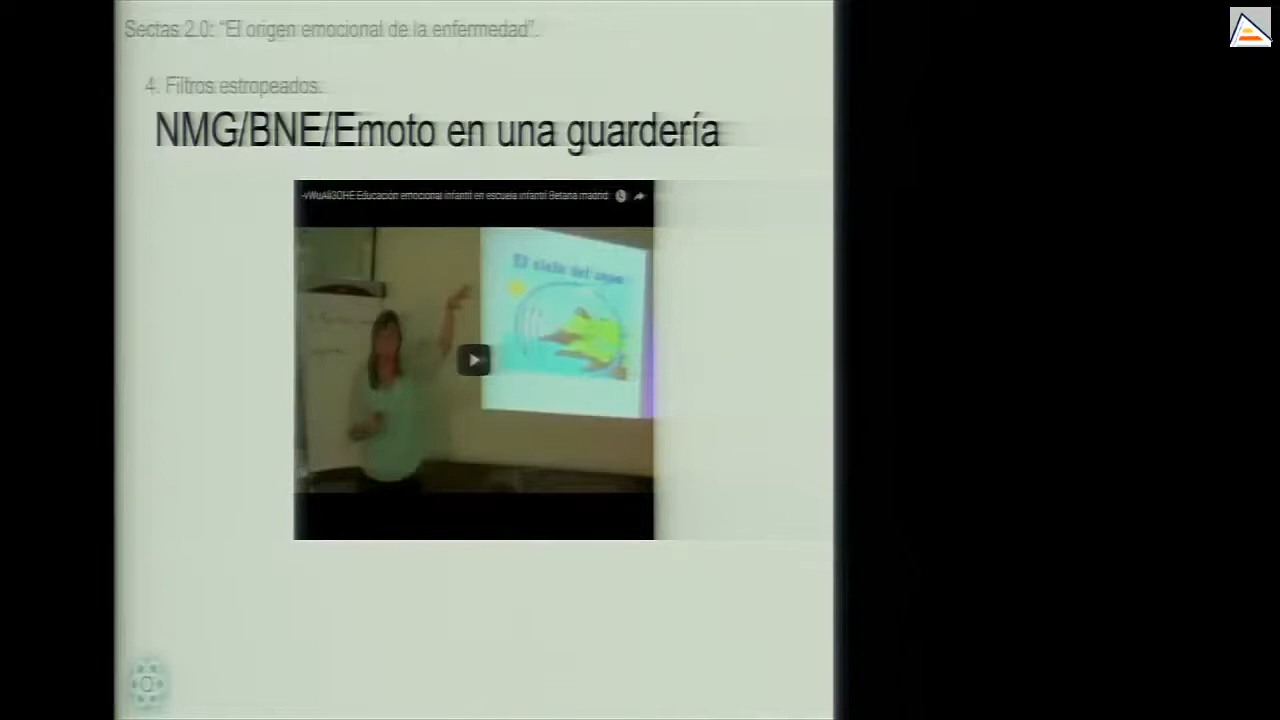 Sectas 2.0: “El origen emocional de la enfermedad”.
4. Filtros estropeados.
NMG/BNE/Emoto en una guardería
Educación emocional infantil en escuela infantil Betana madrid
El ciclo del agua